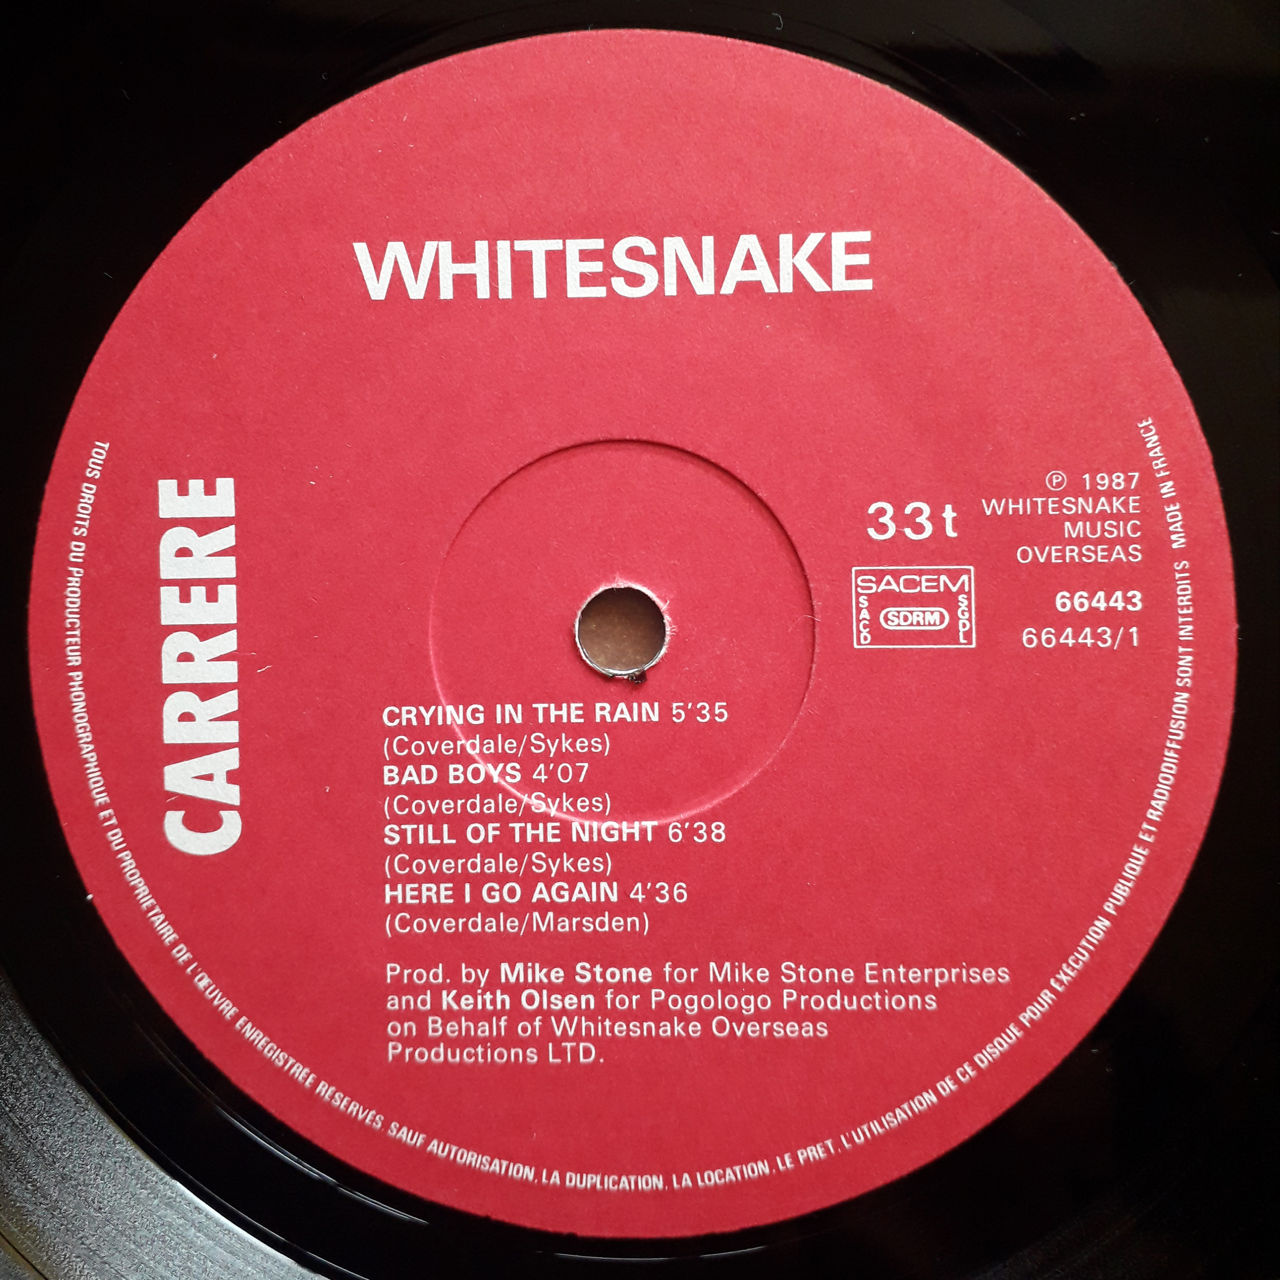 WHITESNAKE
CARRERE
33t
℗ 1987
WHITESNAKE
MUSIC
OVERSEAS
SACEM
SACD
SDRM
SGDL
66443
66443/1
CRYING IN THE RAIN 5'35
(Coverdale/Sykes)
BAD BOYS 4'07
(Coverdale/Sykes)
STILL OF THE NIGHT 6'38
(Coverdale/Sykes)
HERE I GO AGAIN 4'36
(Coverdale/Marsden)
Prod. by Mike Stone for Mike Stone Enterprises
and Keith Olsen for Pogologo Productions
on Behalf of Whitesnake Overseas
Productions LTD.
TOUS DROITS DU PRODUCTEUR PHONOGRAPHIQUE ET DU PROPRIETAIRE DE L'ŒUVRE ENREGISTRÉE RÉSERVÉS. SAUF AUTORISATION, LA DUPLICATION, LA LOCATION, LE PRET, L'UTILISATION DE CE DISQUE POUR EXECUTION PUBLIQUE ET RADIODIFFUSION SONT INTERDITS MADE IN FRANCE